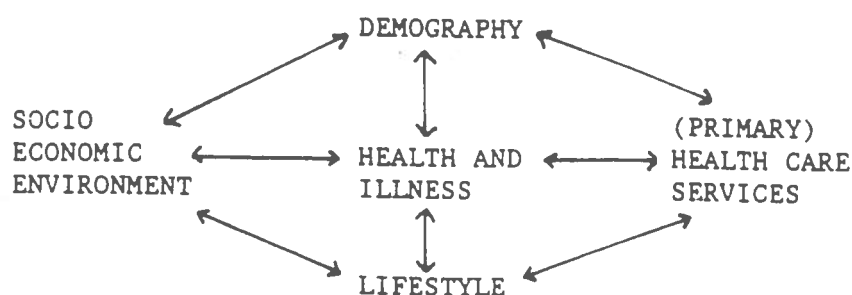 DEMOGRAPHY
SOCIO
ECONOMIC
ENVIRONMENT
HEALTH AND
ILLNESS
(PRIMARY)
HEALTH CARE
SERVICES
LIFESTYLE